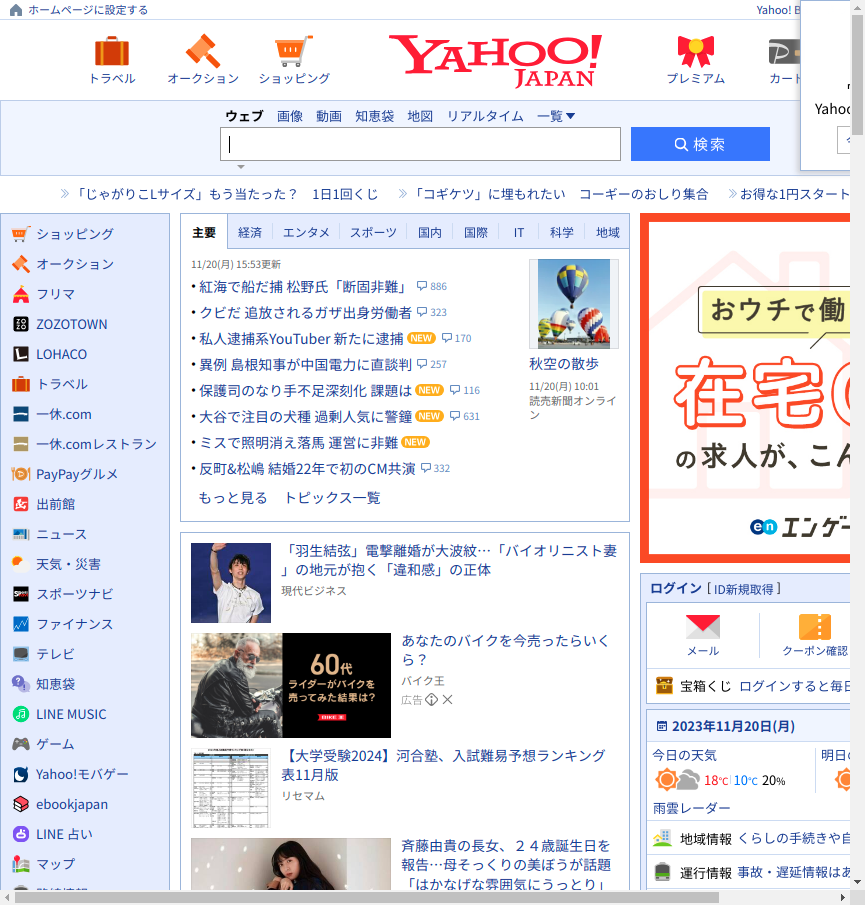 ホームページに設定する
Yahoo! B
トラベル
オークション
ショッピング
YAHOO!
JAPAN
プレミアム
カード
Yahoo
ウェブ 画像 動画 知恵袋 地図 リアルタイム 一覧▼
検索
「じゃがりこLサイズ」もう当たった？ 1日1回くじ
「コギケツ」に埋もれたい コーギーのおしり集合
お得な1円スタート
ショッピング
オークション
フリマ
ZOZOTOWN
LOHACO
トラベル
一休.com
一休.comレストラン
PayPayグルメ
出前館
ニュース
天気・災害
スポーツナビ
ファイナンス
テレビ
知恵袋
LINE MUSIC
ゲーム
Yahoo!モバゲー
ebookjapan
LINE 占い
マップ
主要 経済 エンタメ スポーツ 国内 国際 IT 科学 地域
11/20(月) 15:53更新
・紅海で船だ捕 松野氏「断固非難」 886
・クビだ 追放されるガザ出身労働者 323
・私人逮捕系YouTuber 新たに逮捕 NEW 170
・異例 島根知事が中国電力に直談判 257
・保護司のなり手不足深刻化 課題は NEW 116
・大谷で注目の犬種 過剰人気に警鐘 NEW 631
・ミスで照明消え落馬 運営に非難 NEW
・反町&松嶋 結婚22年で初のCM共演 332
もっと見る トピックス一覧
秋空の散歩
11/20(月) 10:01
読売新聞オンライ
ン
「羽生結弦」電撃離婚が大波紋…「バイオリニスト妻
」の地元が抱く「違和感」の正体
現代ビジネス
60代
ライダーがバイクを
売ってみた結果は?
あなたのバイクを今売ったらいく
ら？
バイク王
広告
【大学受験2024】河合塾、入試難易予想ランキング
表11月版
リセマム
斉藤由貴の長女、２４歳誕生日を
報告…母そっくりの美ぼうが話題
「はかなげな雰囲気にうっとり」
おウチで働
在宅
の求人が、こん
en エンゲー
ログイン [ ID新規取得 ]
メール
クーポン確認
宝箱くじ ログインすると毎日
2023年11月20日(月)
今日の天気
18℃ 10℃ 20%
明日の
雨雲レーダー
地域情報 くらしの手続きや自
運行情報 事故・遅延情報はあ